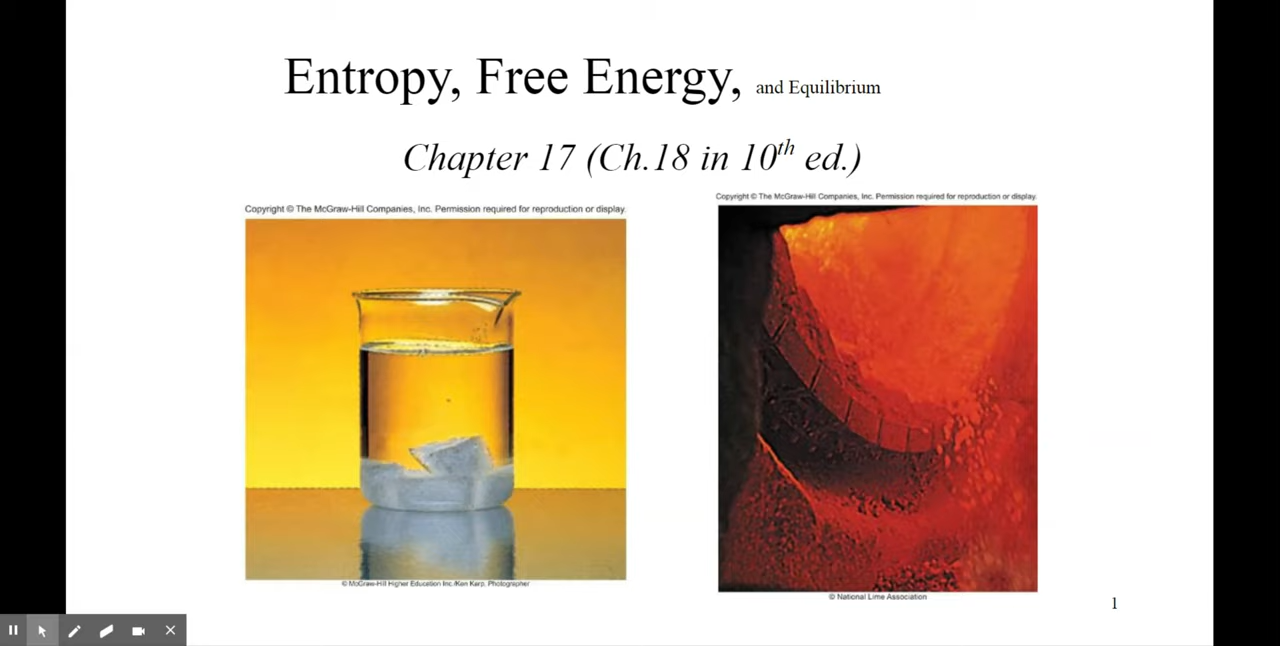 Entropy, Free Energy, and Equilibrium
Chapter 17 (Ch.18 in 10th ed.)
Copyright © The McGraw-Hill Companies, Inc. Permission required for reproduction or display.
Copyright © The McGraw-Hill Companies, Inc. Permission required for reproduction or display.
© McGraw-Hill Higher Education Inc./Ken Karp, Photographer
© National Lime Association
1